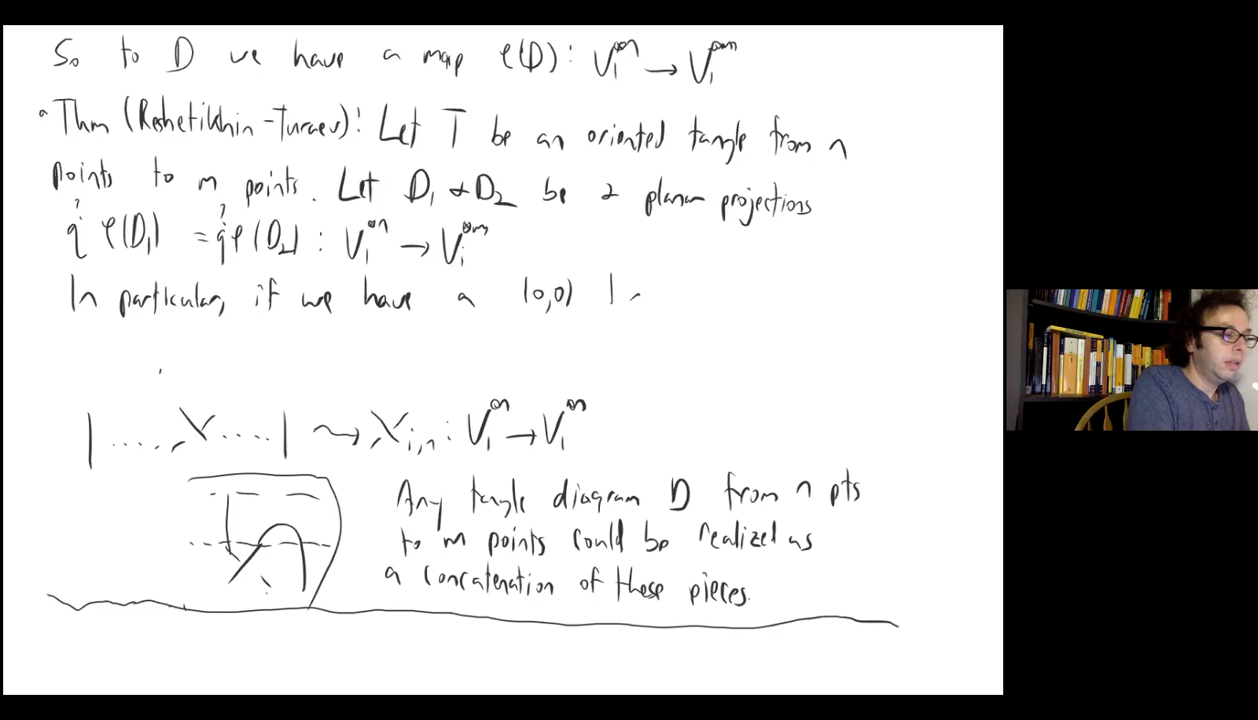 So to D we have a map φ(D): V₁^⊗n → V₁^⊗m
Thm (Reshetikhin-Turaev): Let T be an oriented tangle from n
points to m points. Let D₁ & D₂ be 2 planar projections
q^? φ(D₁) = q^? φ(D₂): V₁^⊗n → V₁^⊗m
In particular, if we have a (0,0)
|....,X....| ⇝ X_{i,n}: V₁^⊗n → V₁^⊗n
Any tangle diagram D from n pts
to m points could be realized as
a concatenation of these pieces.